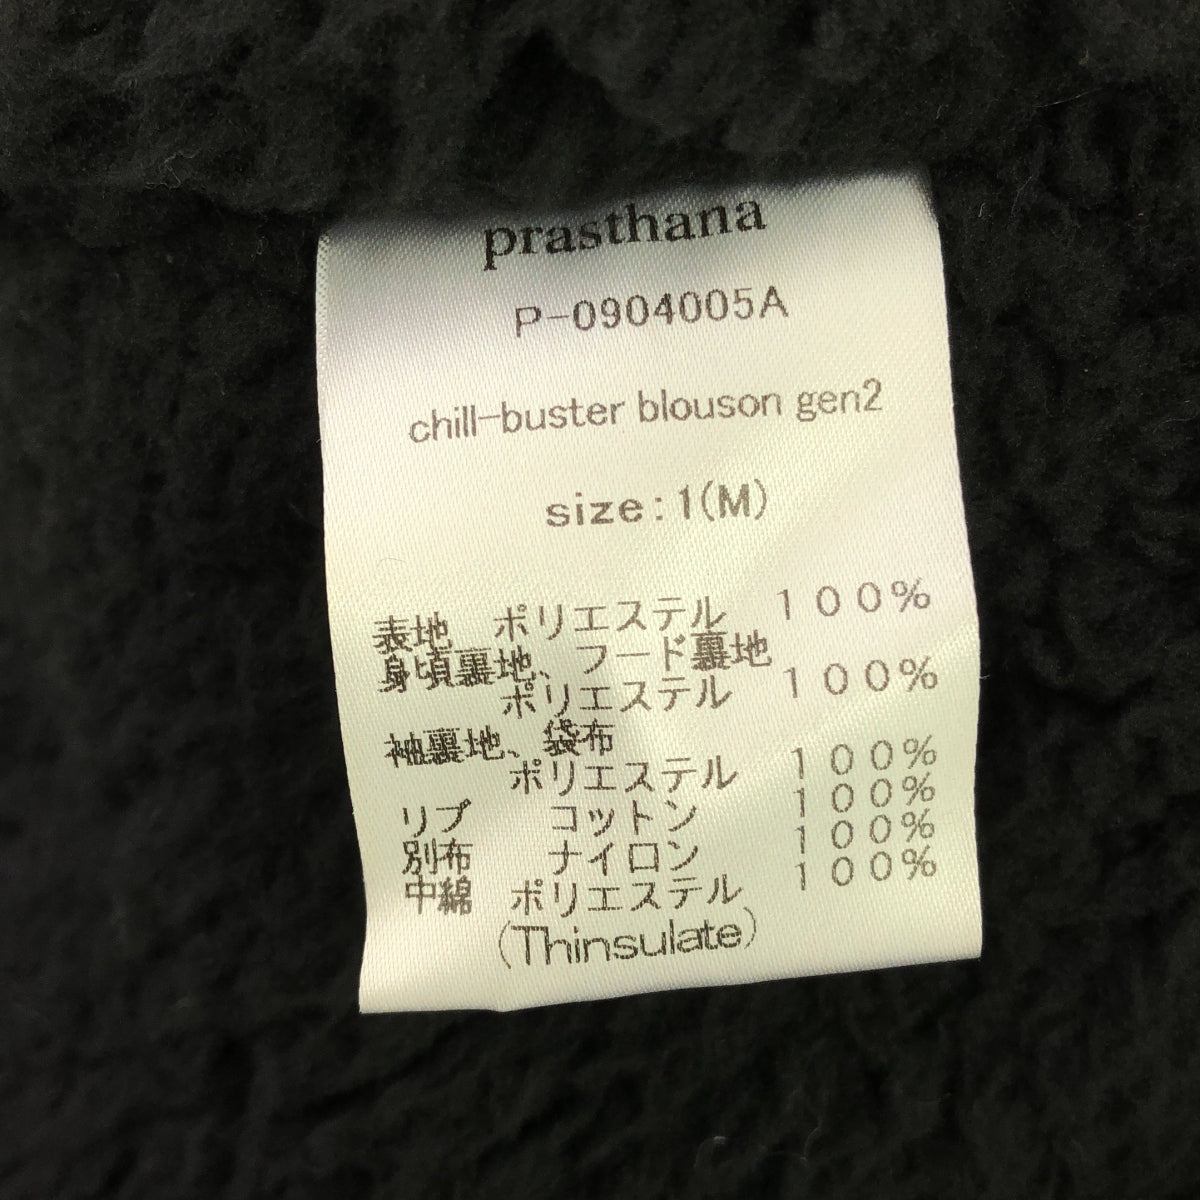 prasthana
P-0904005A
chill-buster blouson gen2
size:1(M)
表地 ポリエステル 100%
身頃裏地、フード裏地
ポリエステル 100%
袖裏地、袋布
ポリエステル 100%
リブ コットン 100%
別布 ナイロン 100%
中綿 ポリエステル 100%
(Thinsulate)